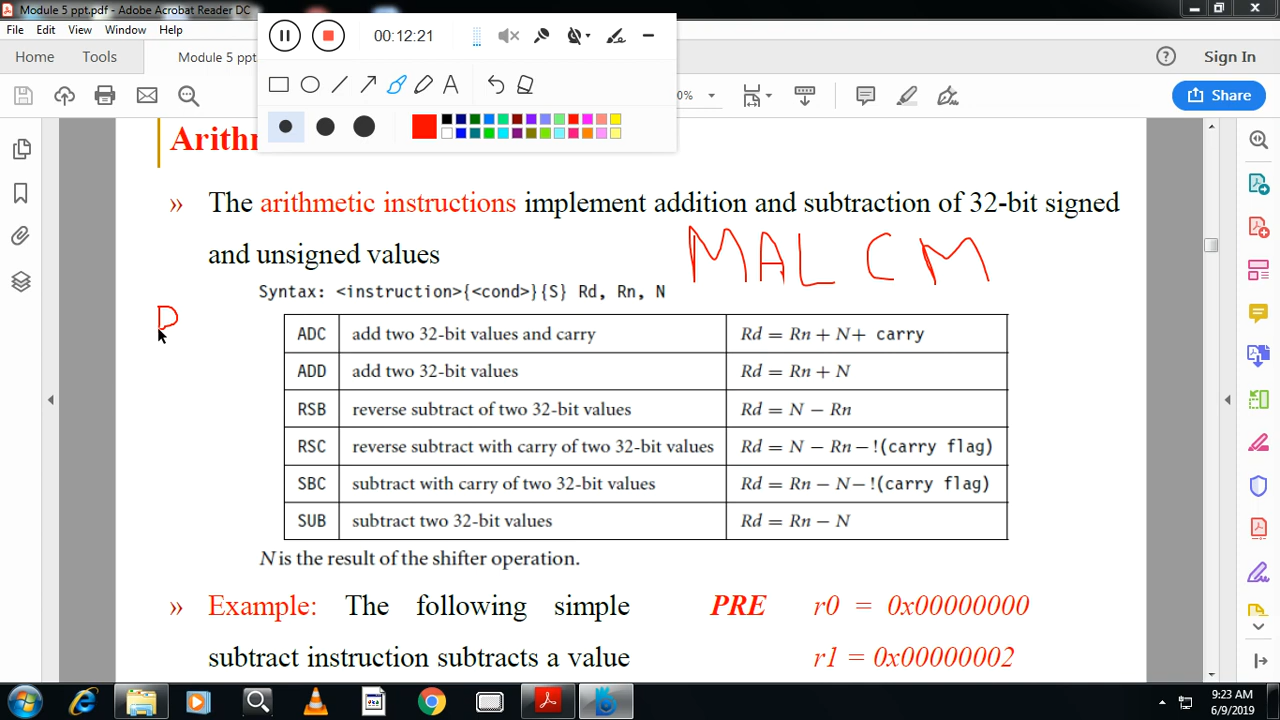 Module 5 ppt.pdf - Adobe Acrobat Reader DC
File Edit View Window Help
00:12:21
Home Tools Module 5 ppt
Sign In
0%
Share
Arithm
» The arithmetic instructions implement addition and subtraction of 32-bit signed
and unsigned values
MAL CM
Syntax: <instruction>{<cond>}{S} Rd, Rn, N
ADC add two 32-bit values and carry Rd = Rn + N+ carry
ADD add two 32-bit values Rd = Rn + N
RSB reverse subtract of two 32-bit values Rd = N − Rn
RSC reverse subtract with carry of two 32-bit values Rd = N − Rn−!(carry flag)
SBC subtract with carry of two 32-bit values Rd = Rn − N−!(carry flag)
SUB subtract two 32-bit values Rd = Rn − N
N is the result of the shifter operation.
» Example: The following simple
subtract instruction subtracts a value
PRE r0 = 0x00000000
r1 = 0x00000002
9:23 AM
6/9/2019